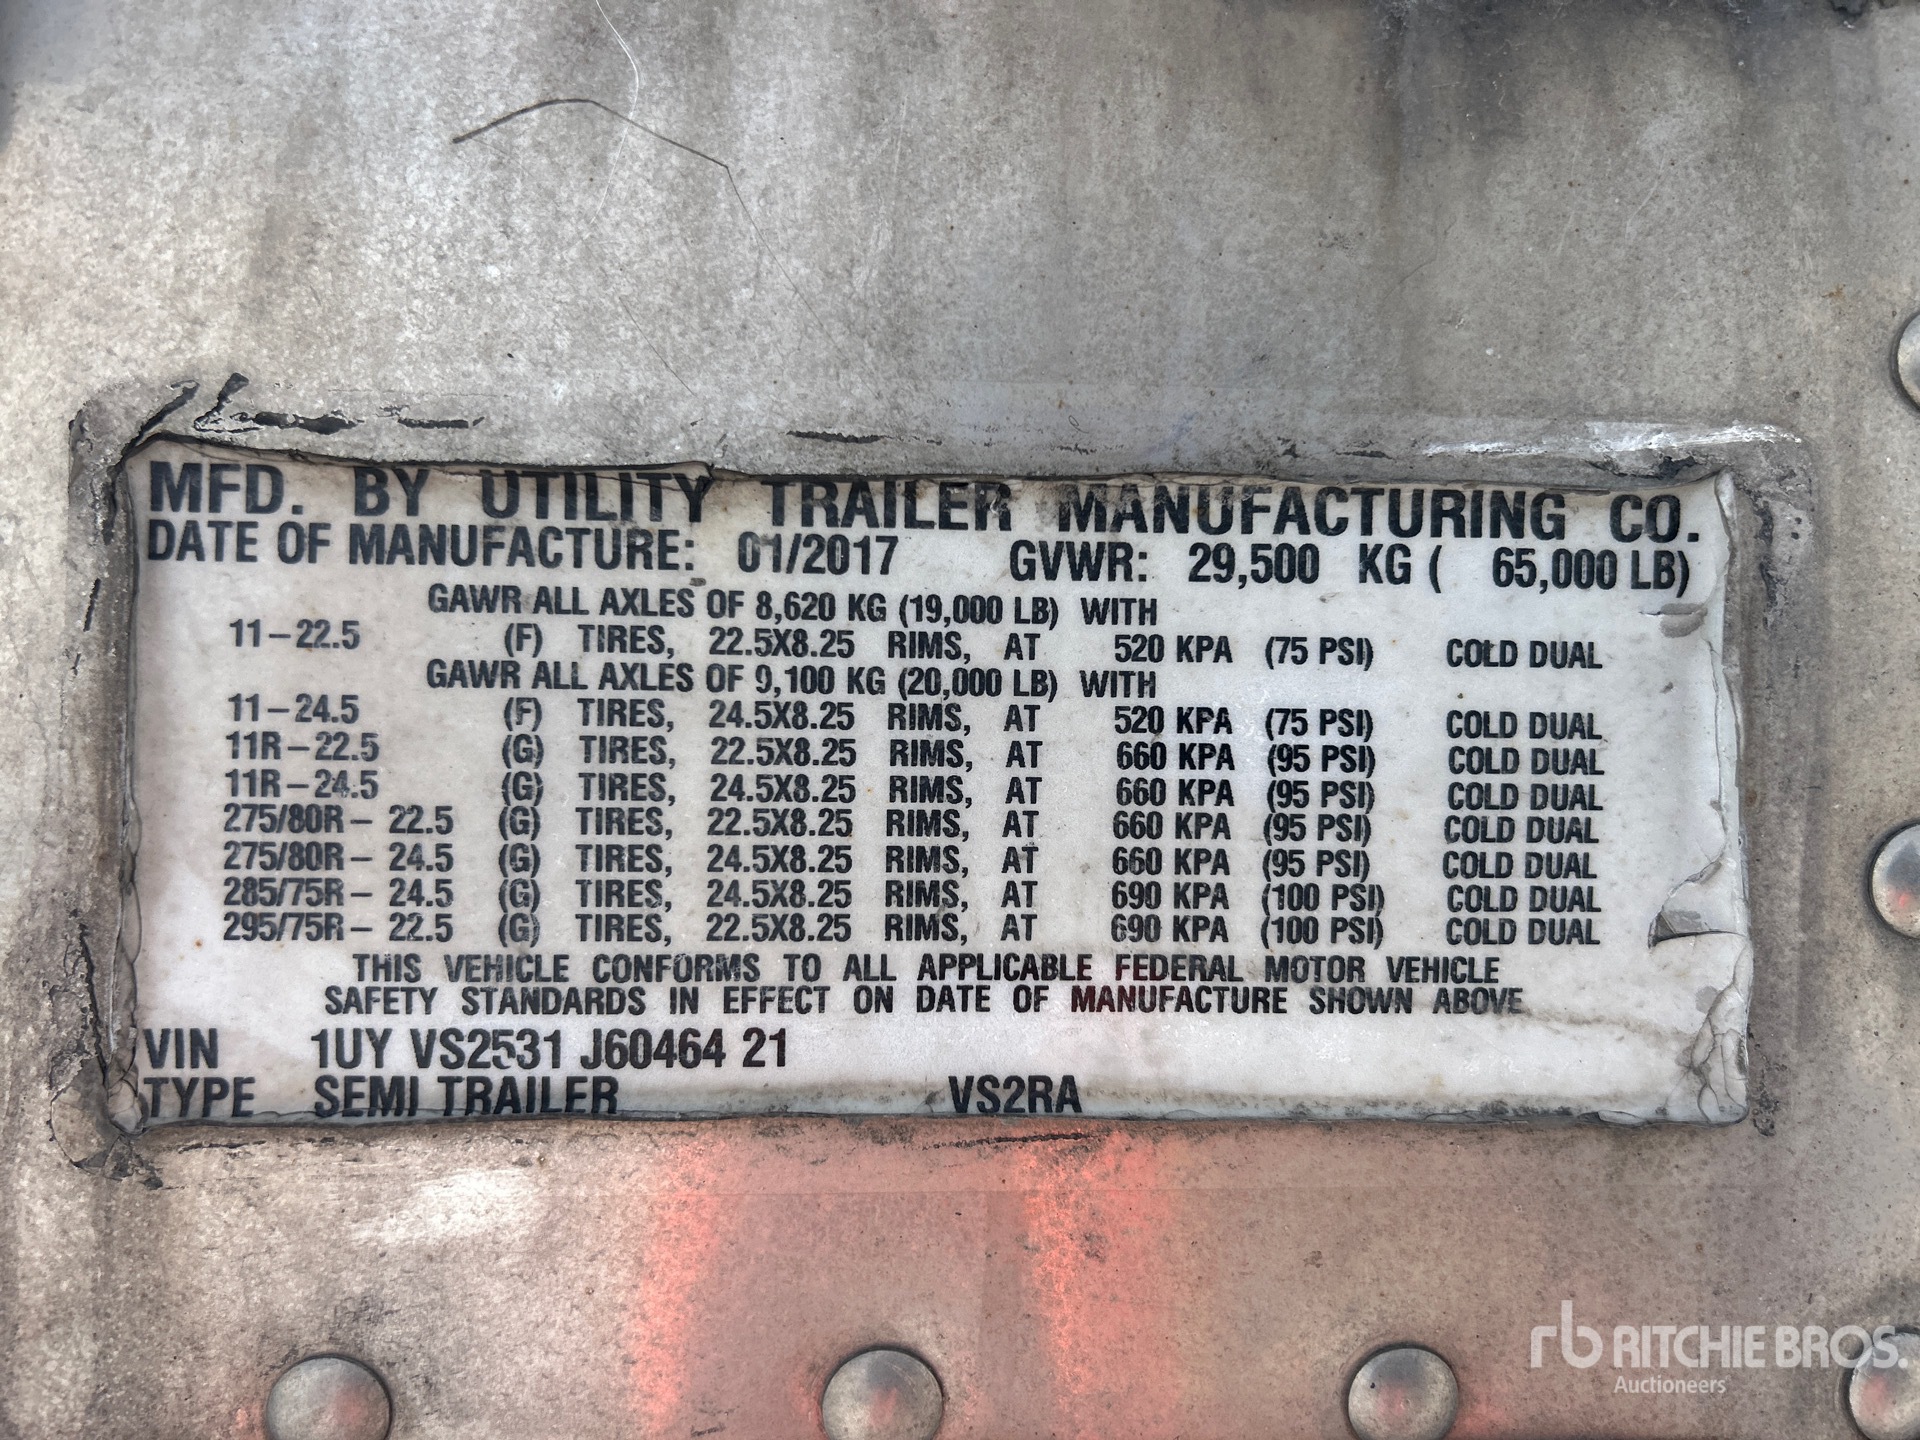 MFD. BY UTILITY TRAILER MANUFACTURING CO.
DATE OF MANUFACTURE: 01/2017 GVWR: 29,500 KG ( 65,000 LB)
GAWR ALL AXLES OF 8,620 KG (19,000 LB) WITH
11-22.5 (F) TIRES, 22.5X8.25 RIMS, AT 520 KPA (75 PSI) COLD DUAL
GAWR ALL AXLES OF 9,100 KG (20,000 LB) WITH
11-24.5 (F) TIRES, 24.5X8.25 RIMS, AT 520 KPA (75 PSI) COLD DUAL
11R-22.5 (G) TIRES, 22.5X8.25 RIMS, AT 660 KPA (95 PSI) COLD DUAL
11R-24.5 (G) TIRES, 24.5X8.25 RIMS, AT 660 KPA (95 PSI) COLD DUAL
275/80R- 22.5 (G) TIRES, 22.5X8.25 RIMS, AT 660 KPA (95 PSI) COLD DUAL
275/80R- 24.5 (G) TIRES, 24.5X8.25 RIMS, AT 660 KPA (95 PSI) COLD DUAL
285/75R- 24.5 (G) TIRES, 24.5X8.25 RIMS, AT 690 KPA (100 PSI) COLD DUAL
295/75R- 22.5 (G) TIRES, 22.5X8.25 RIMS, AT 690 KPA (100 PSI) COLD DUAL
THIS VEHICLE CONFORMS TO ALL APPLICABLE FEDERAL MOTOR VEHICLE
SAFETY STANDARDS IN EFFECT ON DATE OF MANUFACTURE SHOWN ABOVE
VIN 1UY VS2531 J60464 21
TYPE SEMI TRAILER VS2RA
rb RITCHIE BROS.
Auctioneers